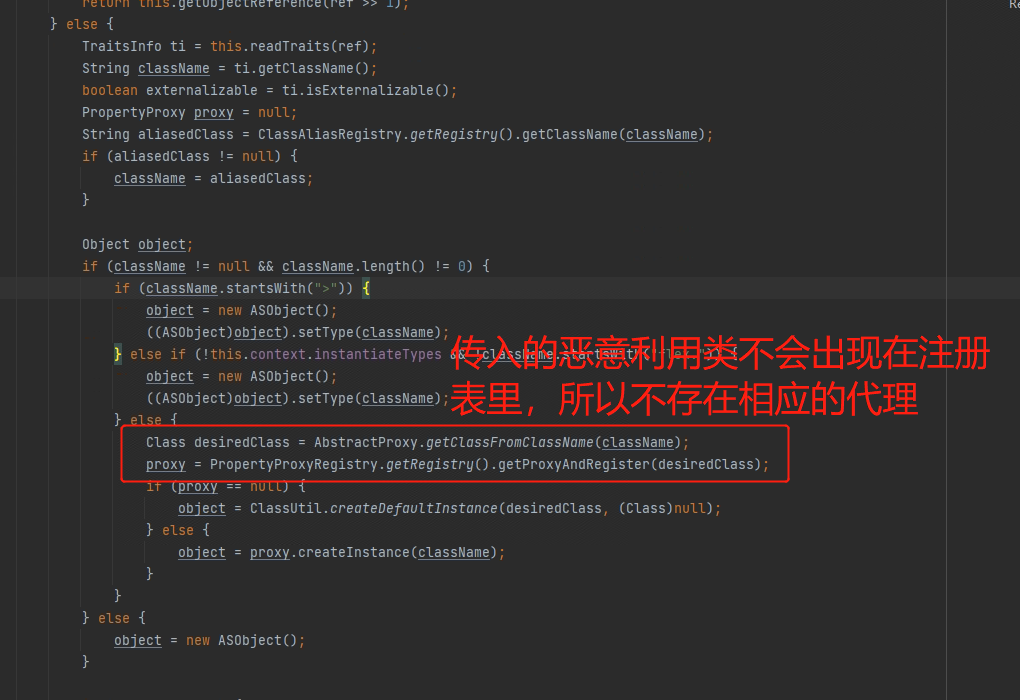 return this.getObjectReference(ref >> 1);
Re
} else {
TraitsInfo ti = this.readTraits(ref);
String className = ti.getClassName();
boolean externalizable = ti.isExternalizable();
PropertyProxy proxy = null;
String aliasedClass = ClassAliasRegistry.getRegistry().getClassName(className);
if (aliasedClass != null) {
className = aliasedClass;
}
Object object;
if (className != null && className.length() != 0) {
if (className.startsWith(">")) {
object = new ASObject();
((ASObject)object).setType(className);
} else if (!this.context.instantiateTypes && !className.startsWith(
传入的恶意利用类不会出现在注册
object = new ASObject();
((ASObject)object).setType(className);
表里，所以不存在相应的代理
} else {
Class desiredClass = AbstractProxy.getClassFromClassName(className);
proxy = PropertyProxyRegistry.getRegistry().getProxyAndRegister(desiredClass);
if (proxy == null) {
object = ClassUtil.createDefaultInstance(desiredClass, (Class)null);
} else {
object = proxy.createInstance(className);
}
}
} else {
object = new ASObject();
}